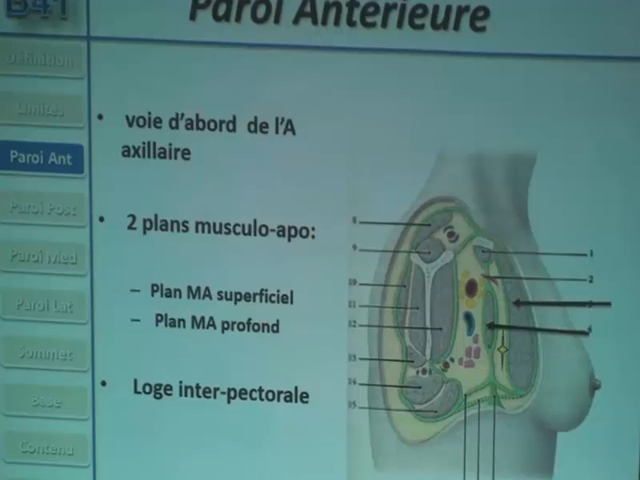 B41
Paroi Antérieure
Définition
Limites
Paroi Ant
Paroi Post
Paroi Med
Paroi Lat
Sommet
Base
Contenu
• voie d'abord de l'A
axillaire
• 2 plans musculo-apo:
– Plan MA superficiel
– Plan MA profond
• Loge inter-pectorale
8
9
10
11
12
13
14
15
1
2
4